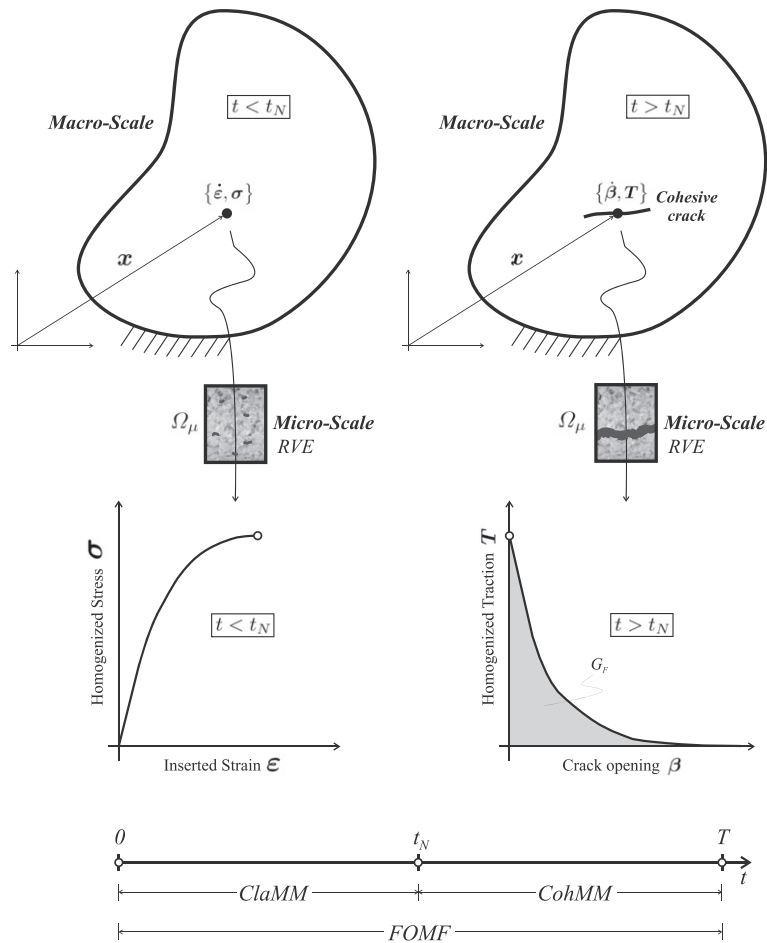 t < t_N
t > t_N
Macro-Scale
Macro-Scale
{ε̇, σ}
{β̇, T}
Cohesive
crack
x
x
Ω_μ
Micro-Scale
RVE
Ω_μ
Micro-Scale
RVE
Homogenized Stress σ
t < t_N
Inserted Strain ε
Homogenized Traction T
t > t_N
G_F
Crack opening β
0
t_N
T
t
ClaMM
CohMM
FOMF